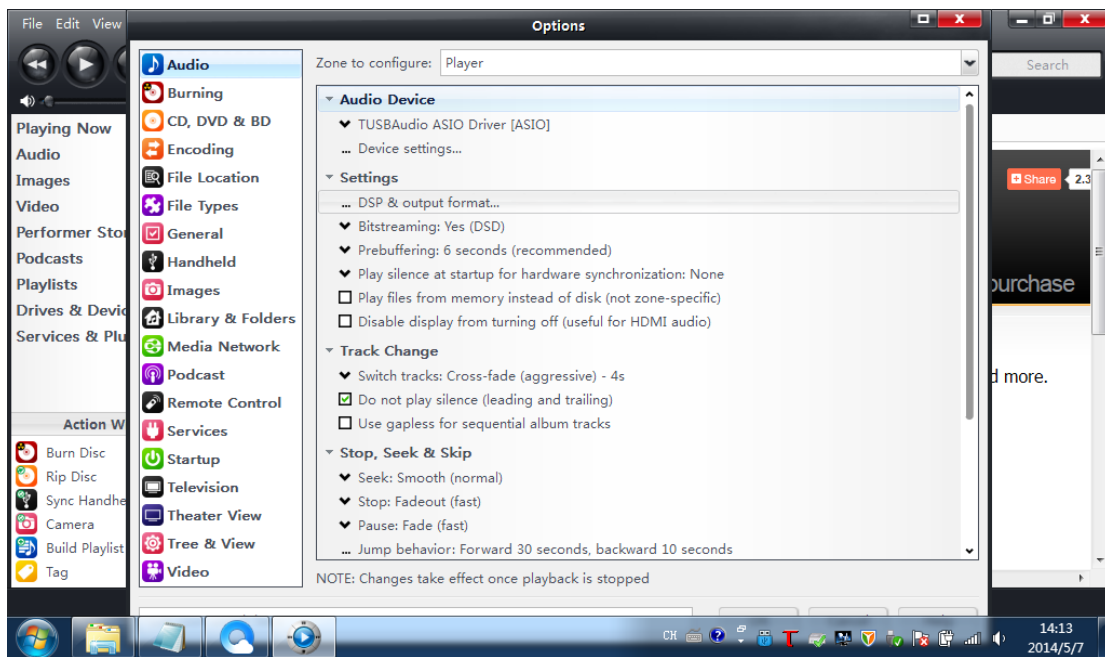 File Edit View
Options
Search
Playing Now
Audio
Images
Video
Performer Stor
Podcasts
Playlists
Drives & Devic
Services & Plu
Action W
Burn Disc
Rip Disc
Sync Handhe
Camera
Build Playlist
Tag
Audio
Burning
CD, DVD & BD
Encoding
File Location
File Types
General
Handheld
Images
Library & Folders
Media Network
Podcast
Remote Control
Services
Startup
Television
Theater View
Tree & View
Video
Zone to configure: Player
Audio Device
TUSBAudio ASIO Driver [ASIO]
... Device settings...
Settings
... DSP & output format...
Bitstreaming: Yes (DSD)
Prebuffering: 6 seconds (recommended)
Play silence at startup for hardware synchronization: None
Play files from memory instead of disk (not zone-specific)
Disable display from turning off (useful for HDMI audio)
Track Change
Switch tracks: Cross-fade (aggressive) - 4s
Do not play silence (leading and trailing)
Use gapless for sequential album tracks
Stop, Seek & Skip
Seek: Smooth (normal)
Stop: Fadeout (fast)
Pause: Fade (fast)
... Jump behavior: Forward 30 seconds, backward 10 seconds
NOTE: Changes take effect once playback is stopped
Share 2.3
purchase
d more.
CH
14:13
2014/5/7